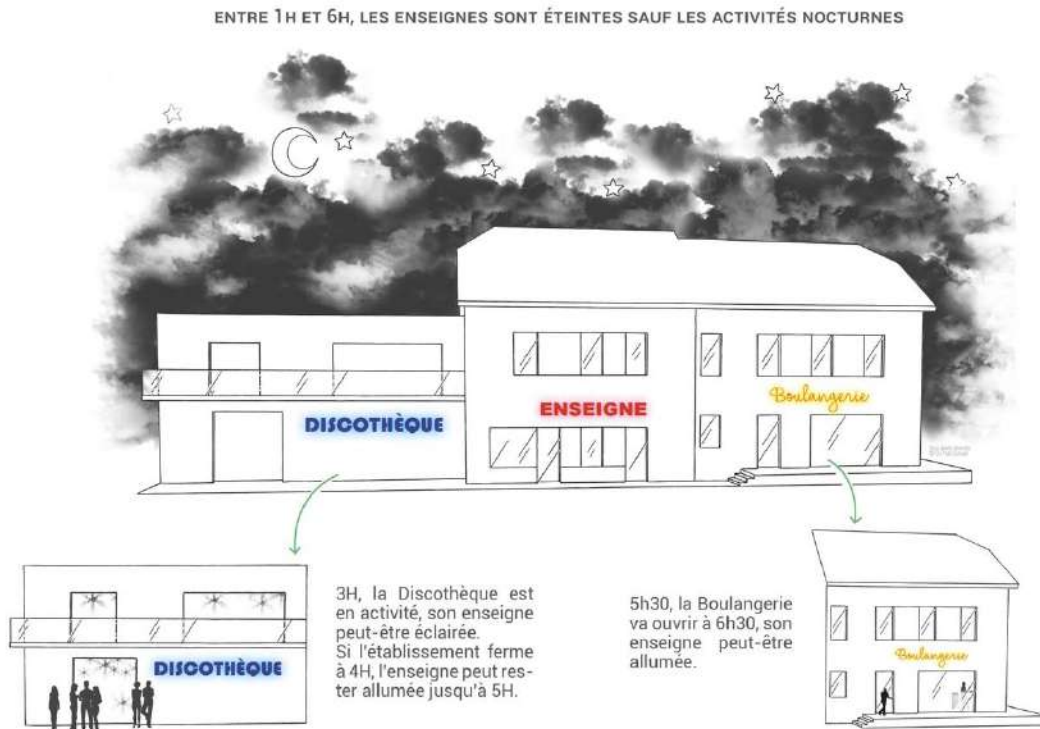 ENTRE 1H ET 6H, LES ENSEIGNES SONT ÉTEINTES SAUF LES ACTIVITÉS NOCTURNES
DISCOTHÈQUE
ENSEIGNE
Boulangerie
3H, la Discothèque est
en activité, son enseigne
peut-être éclairée.
Si l'établissement ferme
à 4H, l'enseigne peut res-
ter allumée jusqu'à 5H.
DISCOTHÈQUE
5h30, la Boulangerie
va ouvrir à 6h30, son
enseigne peut-être
allumée.
Boulangerie